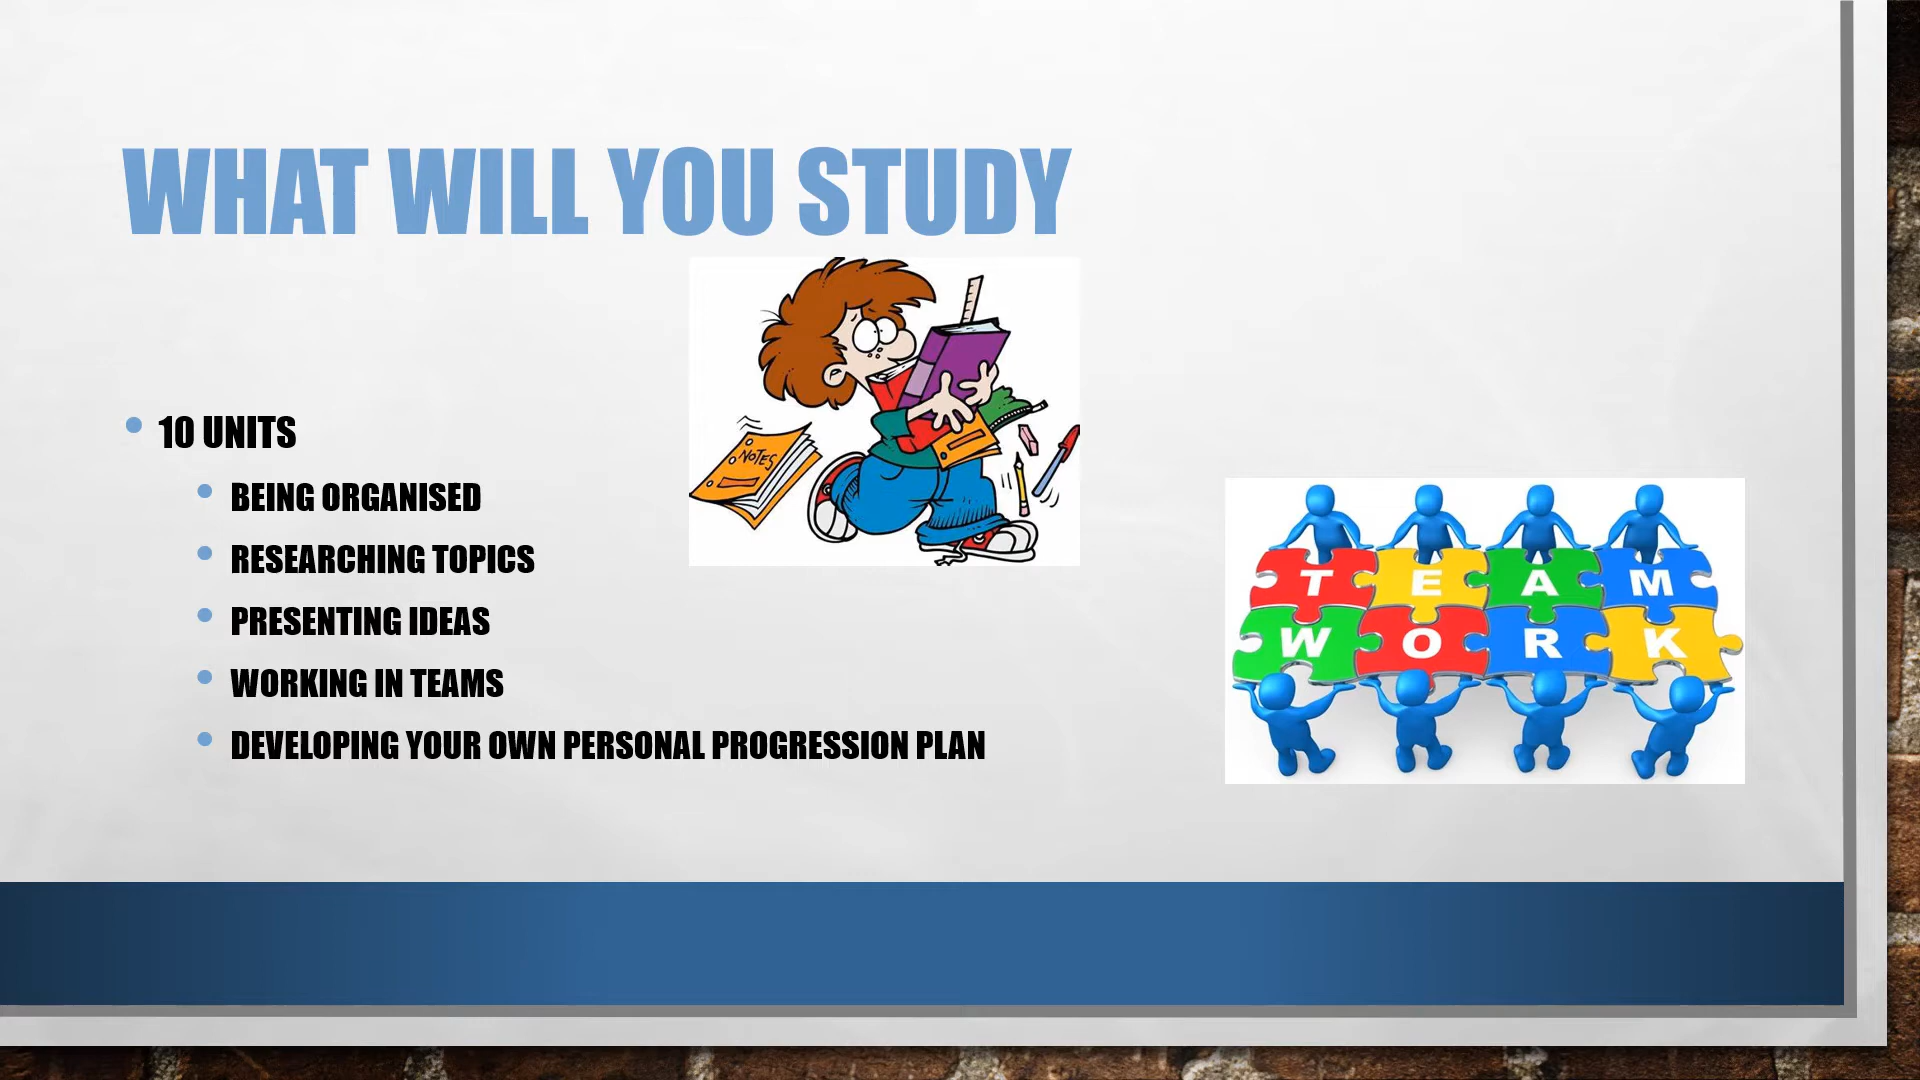 WHAT WILL YOU STUDY
10 UNITS
BEING ORGANISED
RESEARCHING TOPICS
PRESENTING IDEAS
WORKING IN TEAMS
DEVELOPING YOUR OWN PERSONAL PROGRESSION PLAN
NOTES
TEAM
WORK